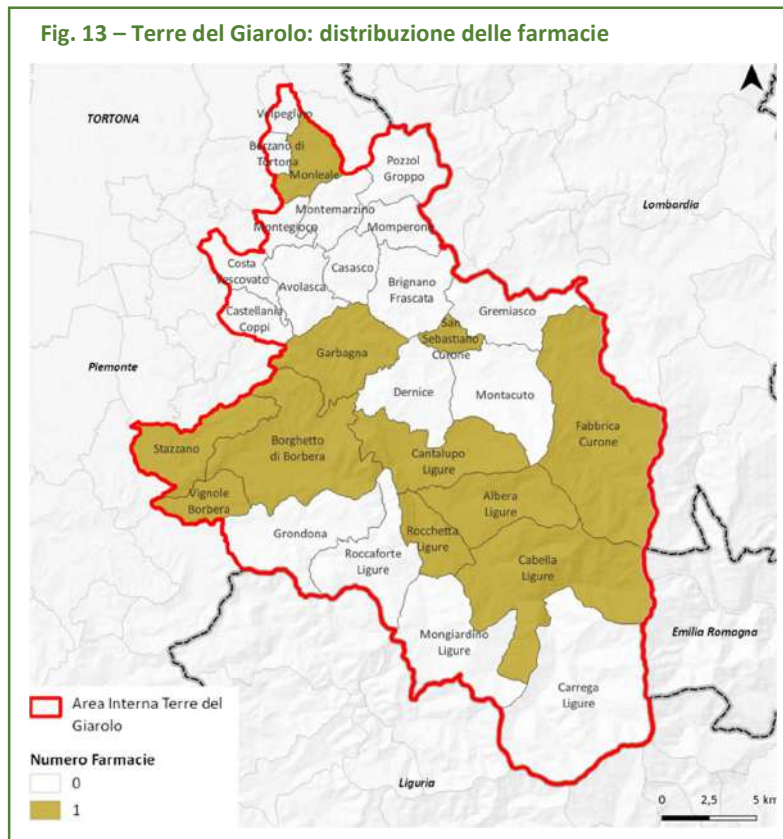 Fig. 13 – Terre del Giarolo: distribuzione delle farmacie
TORTONA
Volpeglino
Berzano di
Tortona
Monleale
Pozzol
Groppo
Lombardia
Montemarzino
Montegioco
Momperone
Costa
Vescovato
Casasco
Avolasca
Brignano
Frascata
Castellania
Coppi
Gremiasco
San
Sebastiano
Curone
Garbagna
Piemonte
Dernice
Montacuto
Fabbrica
Curone
Stazzano
Borghetto
di Borbera
Cantalupo
Ligure
Vignole
Borbera
Albera
Ligure
Rocchetta
Ligure
Grondona
Roccaforte
Ligure
Cabella
Ligure
Mongiardino
Ligure
Emilia Romagna
Carrega
Ligure
Area Interna Terre del
Giarolo
Numero Farmacie
0
1
Liguria
0 2,5 5 km